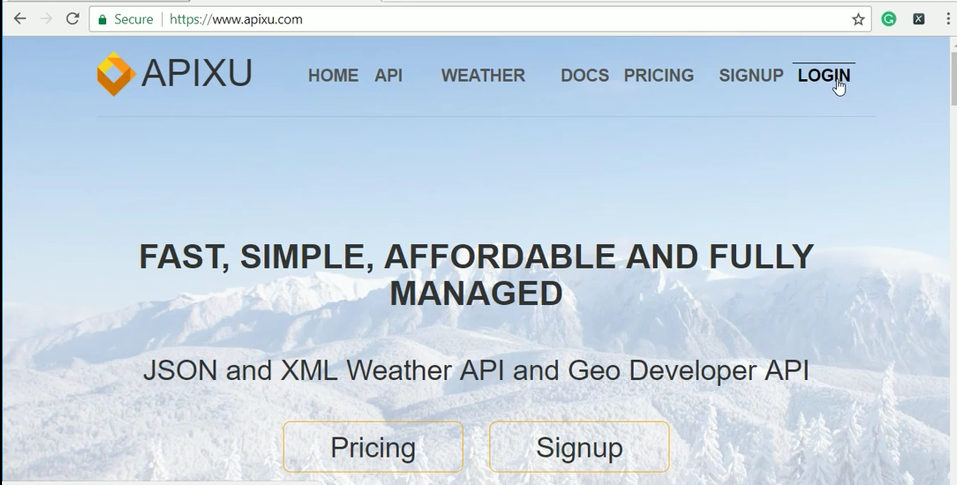 Secure https://www.apixu.com
APIXU HOME API WEATHER DOCS PRICING SIGNUP LOGIN
FAST, SIMPLE, AFFORDABLE AND FULLY
MANAGED
JSON and XML Weather API and Geo Developer API
Pricing Signup